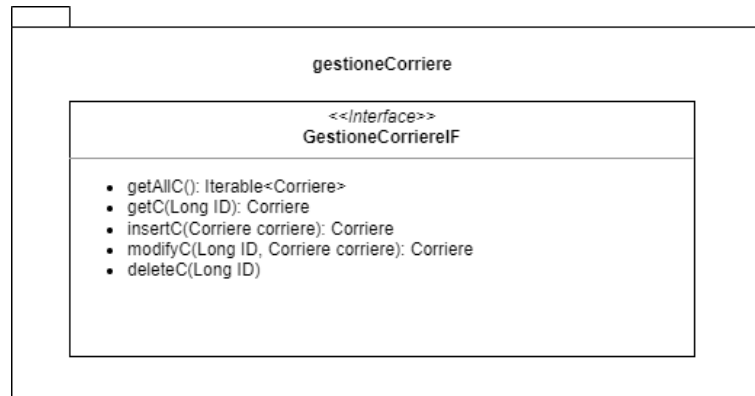 gestioneCorriere
<<Interface>>
GestioneCorriereIF
• getAllC(): Iterable<Corriere>
• getC(Long ID): Corriere
• insertC(Corriere corriere): Corriere
• modifyC(Long ID, Corriere corriere): Corriere
• deleteC(Long ID)